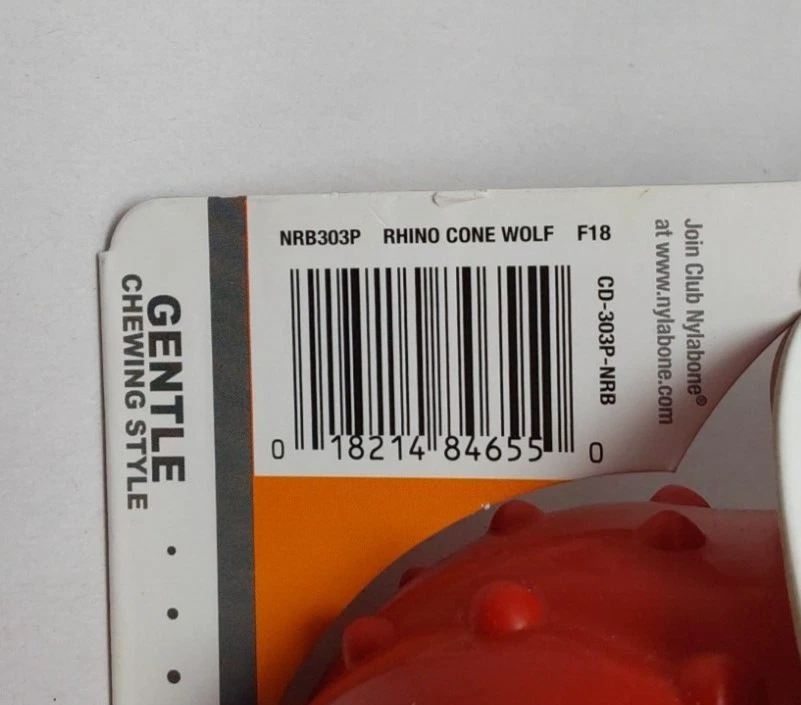 NRB303P RHINO CONE WOLF F18
CD-303P-NRB
0 18214 84655 0
Join Club Nylabone®
at www.nylabone.com
GENTLE
CHEWING STYLE